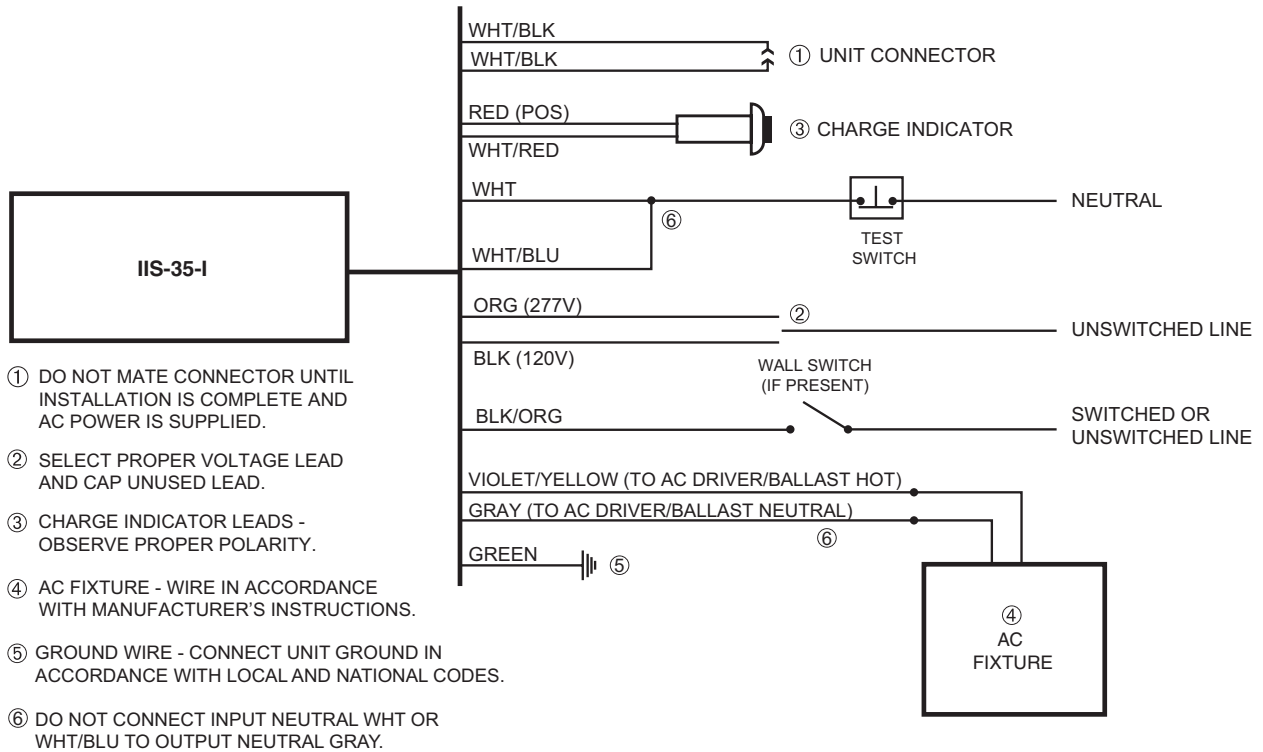 WHT/BLK
WHT/BLK
① UNIT CONNECTOR
RED (POS)
③ CHARGE INDICATOR
WHT/RED
WHT
NEUTRAL
⑥
TEST
SWITCH
WHT/BLU
IIS-35-I
ORG (277V)
②
UNSWITCHED LINE
BLK (120V)
WALL SWITCH
(IF PRESENT)
BLK/ORG
SWITCHED OR
UNSWITCHED LINE
VIOLET/YELLOW (TO AC DRIVER/BALLAST HOT)
GRAY (TO AC DRIVER/BALLAST NEUTRAL)
⑥
GREEN
⑤
④
AC
FIXTURE
① DO NOT MATE CONNECTOR UNTIL
INSTALLATION IS COMPLETE AND
AC POWER IS SUPPLIED.
② SELECT PROPER VOLTAGE LEAD
AND CAP UNUSED LEAD.
③ CHARGE INDICATOR LEADS -
OBSERVE PROPER POLARITY.
④ AC FIXTURE - WIRE IN ACCORDANCE
WITH MANUFACTURER'S INSTRUCTIONS.
⑤ GROUND WIRE - CONNECT UNIT GROUND IN
ACCORDANCE WITH LOCAL AND NATIONAL CODES.
⑥ DO NOT CONNECT INPUT NEUTRAL WHT OR
WHT/BLU TO OUTPUT NEUTRAL GRAY.